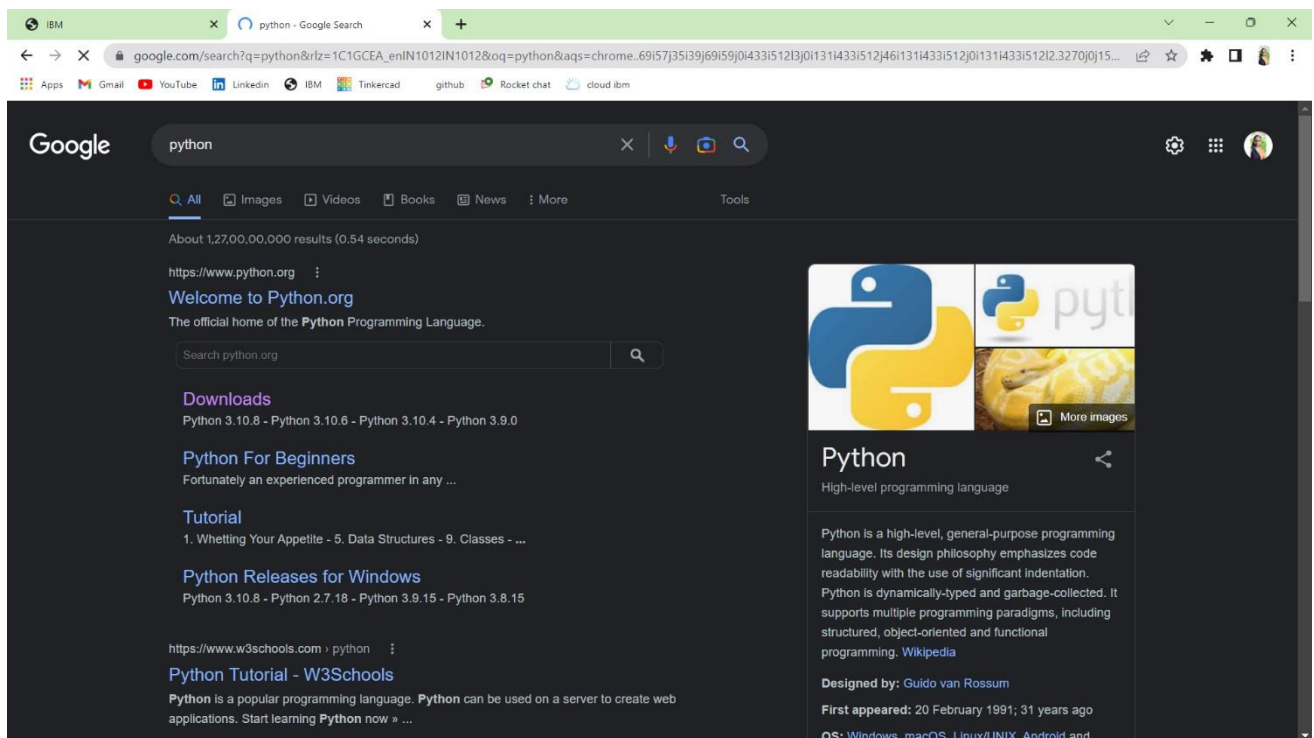 IBM
python - Google Search
google.com/search?q=python&rlz=1C1GCEA_enIN1012IN1012&oq=python&aqs=chrome..69i57j35i39j69i59j0i433i512l3j0i131i433i512j46i131i433i512j0i131i433i512l2.3270j0j15...
Apps Gmail YouTube Linkedin IBM Tinkercad github Rocket chat cloud ibm
Google
python
All Images Videos Books News More Tools
About 1,27,00,00,000 results (0.54 seconds)
https://www.python.org
Welcome to Python.org
The official home of the Python Programming Language.
Search python.org
Downloads
Python 3.10.8 - Python 3.10.6 - Python 3.10.4 - Python 3.9.0
Python For Beginners
Fortunately an experienced programmer in any ...
Tutorial
1. Whetting Your Appetite - 5. Data Structures - 9. Classes - ...
Python Releases for Windows
Python 3.10.8 - Python 2.7.18 - Python 3.9.15 - Python 3.8.15
https://www.w3schools.com › python
Python Tutorial - W3Schools
Python is a popular programming language. Python can be used on a server to create web
applications. Start learning Python now » ...
pyt
More images
Python
High-level programming language
Python is a high-level, general-purpose programming
language. Its design philosophy emphasizes code
readability with the use of significant indentation.
Python is dynamically-typed and garbage-collected. It
supports multiple programming paradigms, including
structured, object-oriented and functional
programming. Wikipedia
Designed by: Guido van Rossum
First appeared: 20 February 1991; 31 years ago
OS: Windows, macOS, Linux/UNIX, Android and